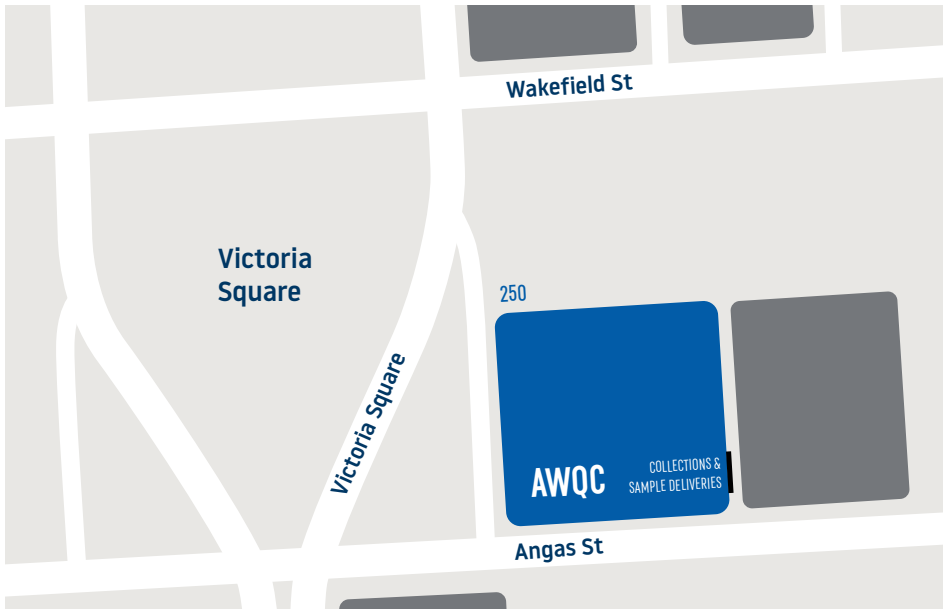 Wakefield St
Victoria
Square
250
Victoria Square
AWQC
COLLECTIONS &
SAMPLE DELIVERIES
Angas St